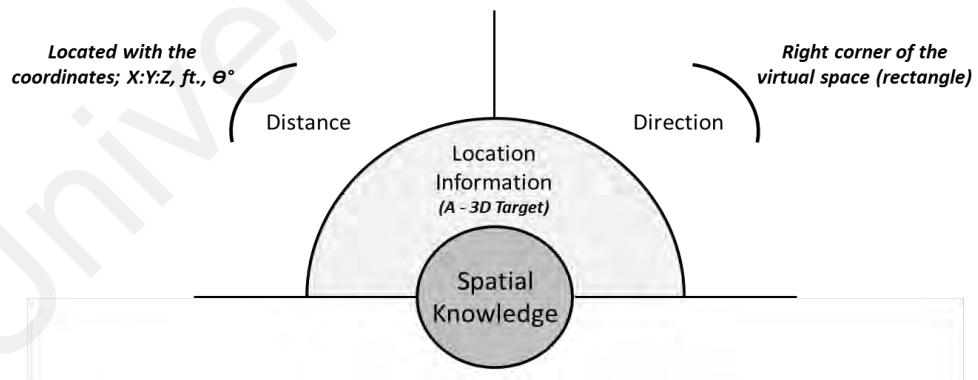 Located with the
coordinates; X:Y:Z, ft., ϴ°
Right corner of the
virtual space (rectangle)
Distance
Direction
Location
Information
(A - 3D Target)
Spatial
Knowledge
Univer